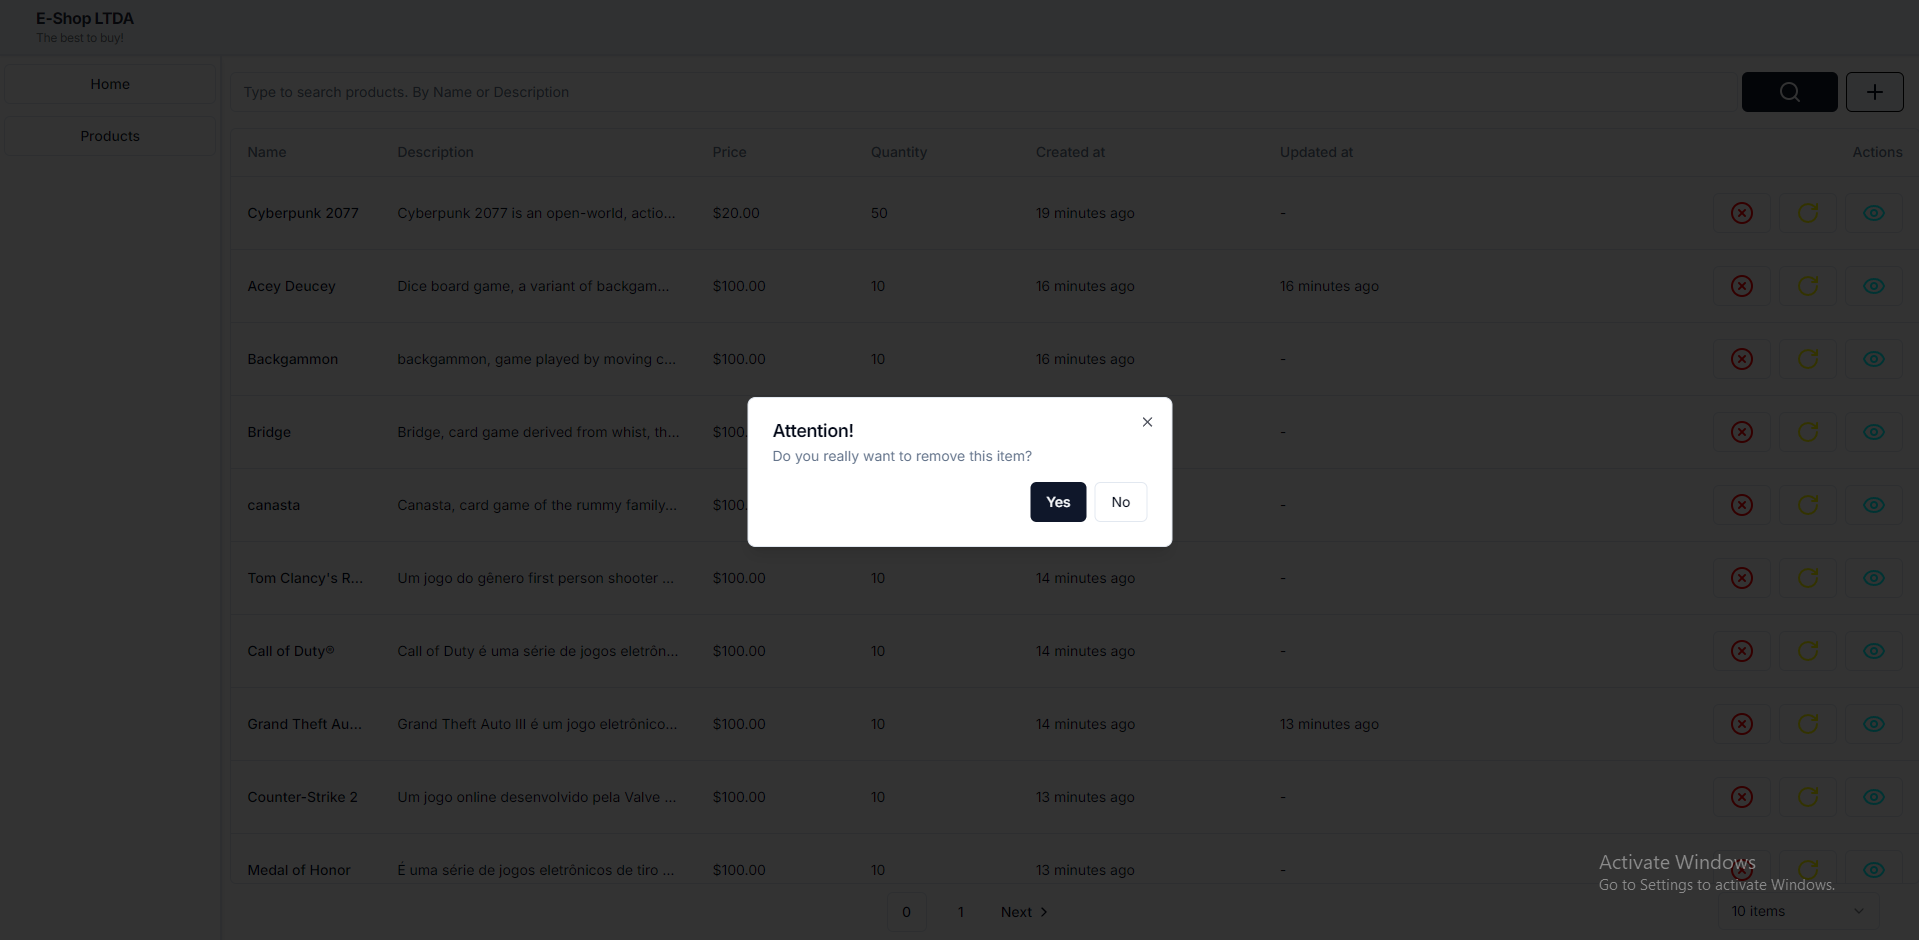 E-Shop LTDA
The best to buy!
Home
Products
Type to search products. By Name or Description
Name Description Price Quantity Created at Updated at Actions
Cyberpunk 2077 Cyberpunk 2077 is an open-world, actio... $20.00 50 19 minutes ago -
Acey Deucey Dice board game, a variant of backgam... $100.00 10 16 minutes ago 16 minutes ago
Backgammon backgammon, game played by moving c... $100.00 10 16 minutes ago -
Bridge Bridge, card game derived from whist, th... $100. -
canasta Canasta, card game of the rummy family... $100. -
Attention!
Do you really want to remove this item?
Yes No
Tom Clancy's R... Um jogo do gênero first person shooter ... $100.00 10 14 minutes ago -
Call of Duty® Call of Duty é uma série de jogos eletrôn... $100.00 10 14 minutes ago -
Grand Theft Au... Grand Theft Auto III é um jogo eletrônico... $100.00 10 14 minutes ago 13 minutes ago
Counter-Strike 2 Um jogo online desenvolvido pela Valve ... $100.00 10 13 minutes ago -
Medal of Honor É uma série de jogos eletrônicos de tiro ... $100.00 10 13 minutes ago -
Activate Windows
Go to Settings to activate Windows.
0 1 Next 10 items